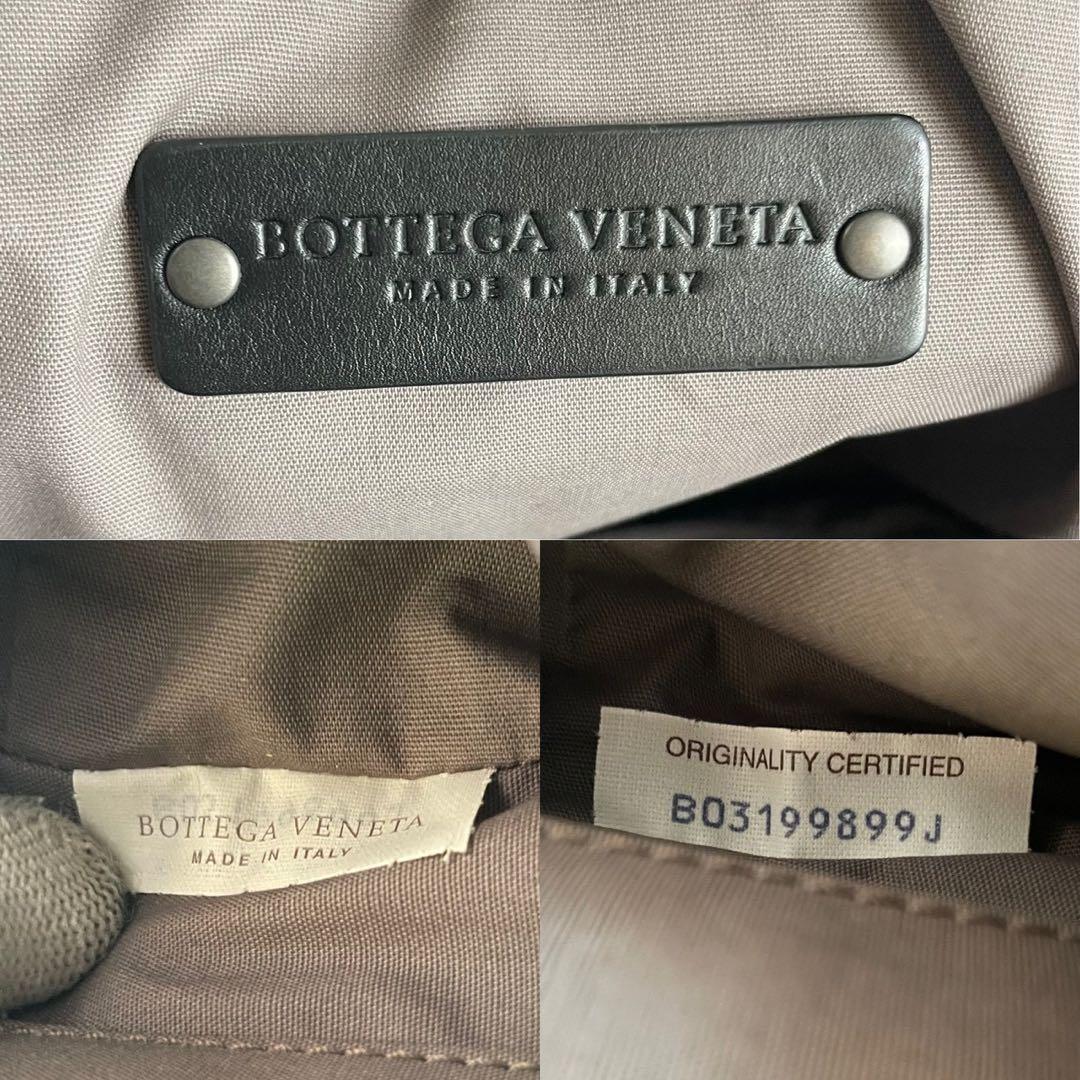 BOTTEGA VENETA
MADE IN ITALY
BOTTEGA VENETA
MADE IN ITALY
ORIGINALITY CERTIFIED
B03199899J